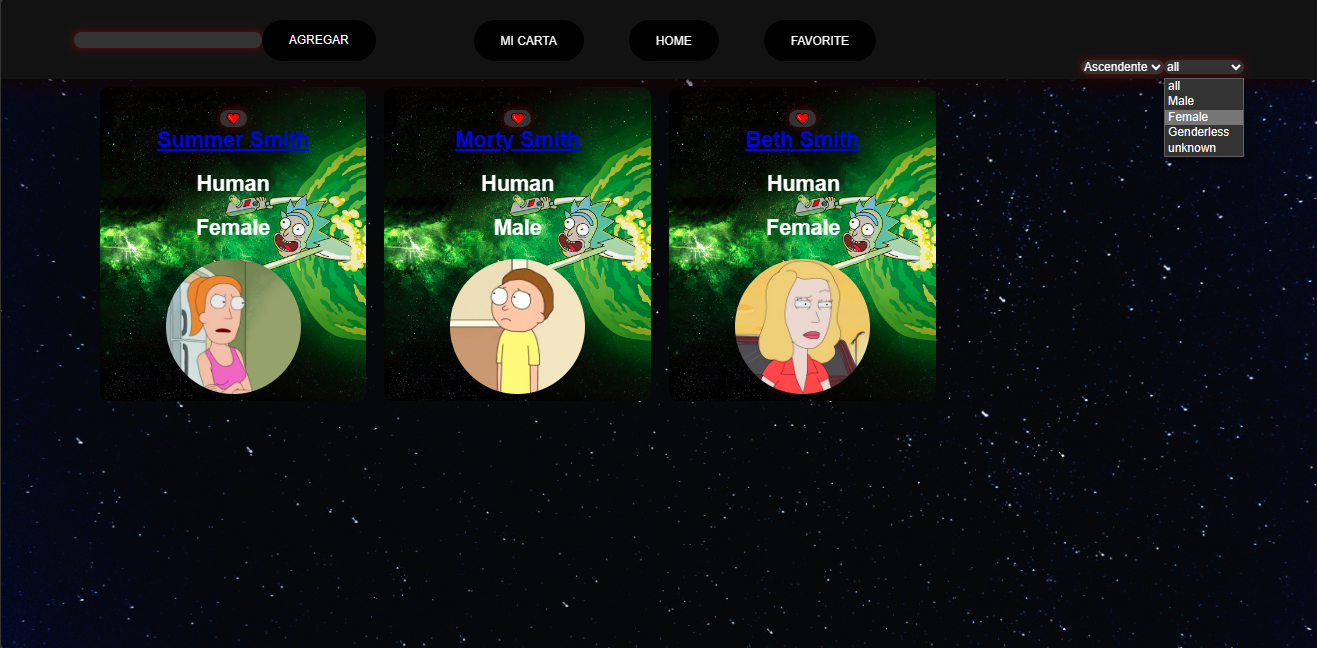 AGREGAR
MI CARTA
HOME
FAVORITE
Ascendente
all
all
Male
Female
Genderless
unknown
Summer Smith
Human
Female
Morty Smith
Human
Male
Beth Smith
Human
Female